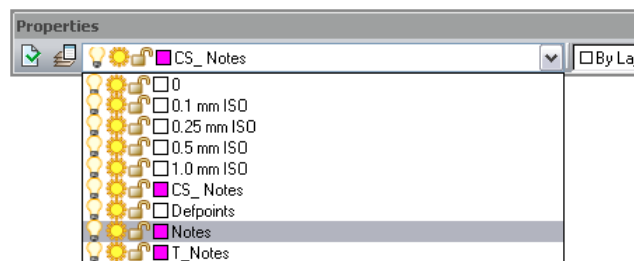 Properties
CS_ Notes
By La
0
0.1 mm ISO
0.25 mm ISO
0.5 mm ISO
1.0 mm ISO
CS_ Notes
Defpoints
Notes
T_Notes